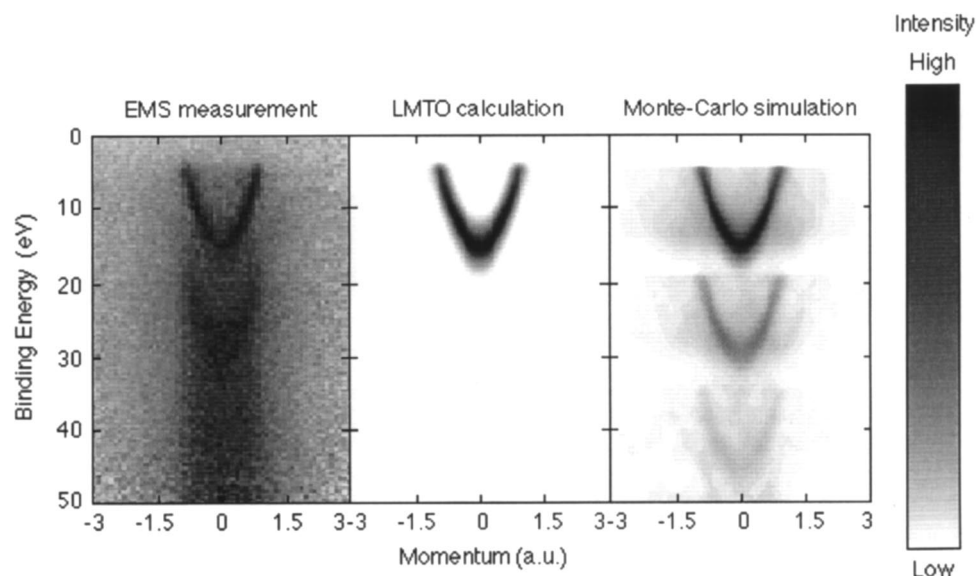 Intensity
High
EMS measurement
LMTO calculation
Monte-Carlo simulation
0
10
20
30
40
50
Binding Energy (eV)
-3 -1.5 0 1.5 3-3 -1.5 0 1.5 3-3 -1.5 0 1.5 3
Momentum (a.u.)
Low